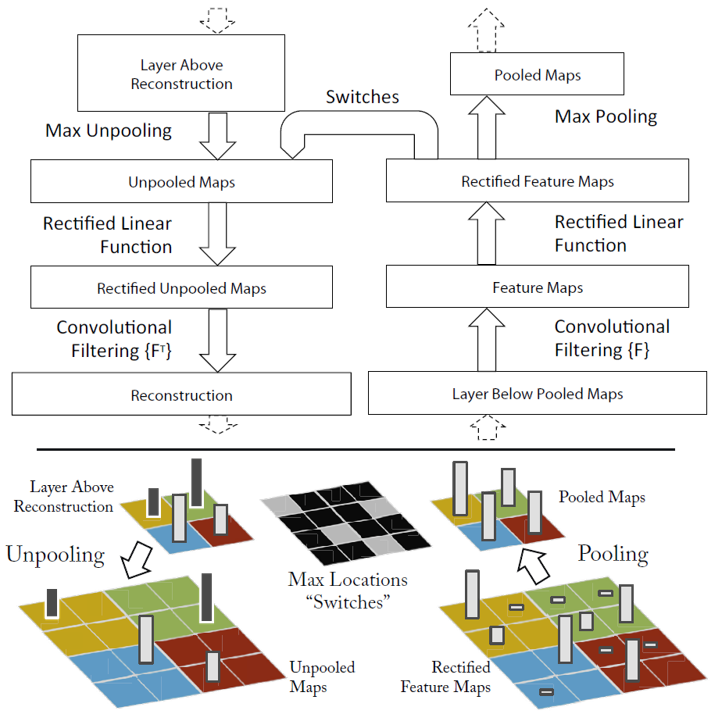 Layer Above
Reconstruction
Pooled Maps
Switches
Max Unpooling
Max Pooling
Unpooled Maps
Rectified Feature Maps
Rectified Linear
Function
Rectified Linear
Function
Rectified Unpooled Maps
Feature Maps
Convolutional
Filtering {Fᵀ}
Convolutional
Filtering {F}
Reconstruction
Layer Below Pooled Maps
Layer Above
Reconstruction
Pooled Maps
Unpooling
Pooling
Max Locations
“Switches”
Unpooled
Maps
Rectified
Feature Maps